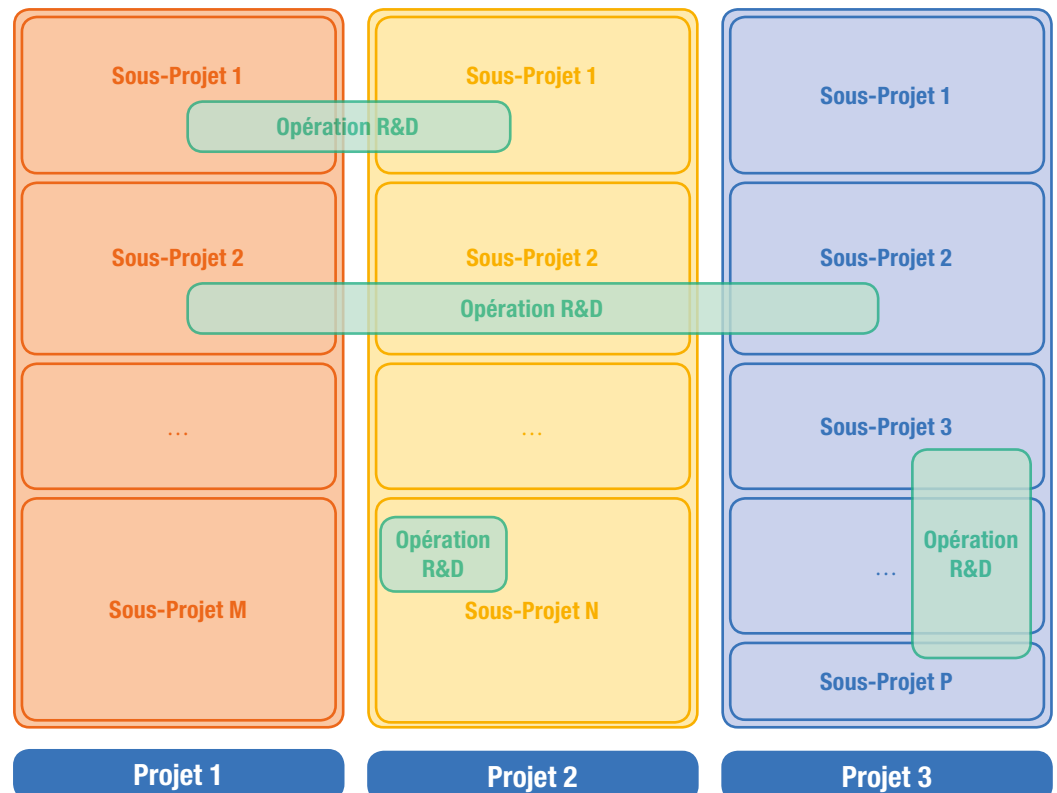 Sous-Projet 1
Sous-Projet 1
Sous-Projet 1
Opération R&D
Sous-Projet 2
Sous-Projet 2
Sous-Projet 2
Opération R&D
…
…
Sous-Projet 3
Opération
R&D
Sous-Projet M
Sous-Projet N
…
Opération
R&D
Sous-Projet P
Projet 1
Projet 2
Projet 3